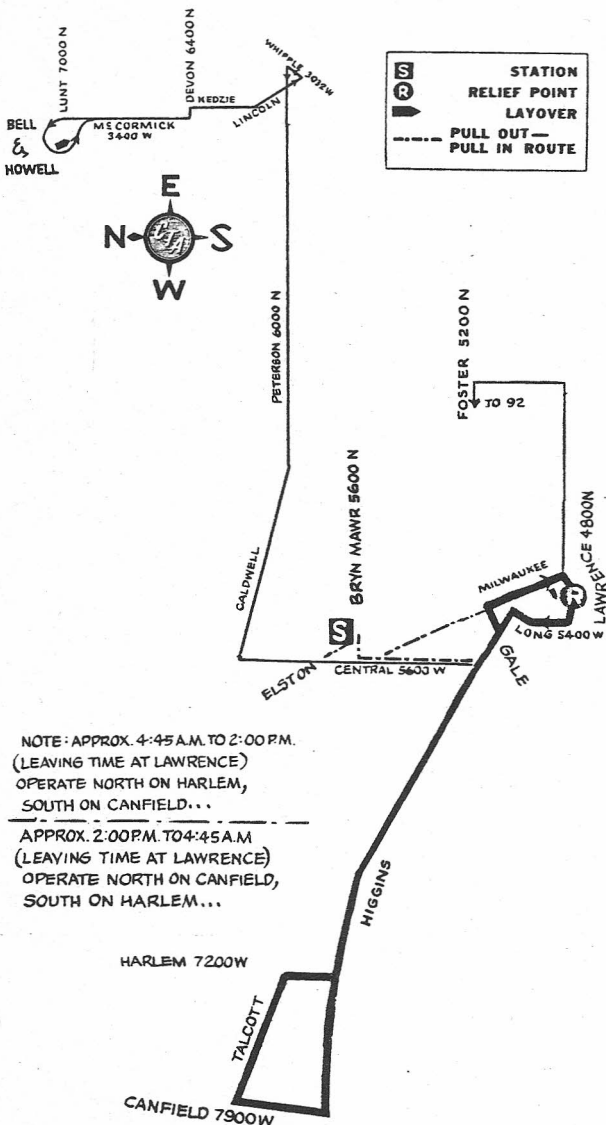 LUNT 7000 N
DEVON 6400 N
WHIPPLE 3032W
KEDZIE
LINCOLN
BELL
&
HOWELL
McCORMICK
3400 W
S STATION
R RELIEF POINT
LAYOVER
PULL OUT—
PULL IN ROUTE
E
N S
W
CTA
PETERSON 6000 N
FOSTER 5200 N
TO 92
BRYN MAWR 5600 N
CALDWELL
MILWAUKEE
LAWRENCE 4800N
R
LONG 5400W
S
ELSTON
CENTRAL 5600 W
GALE
NOTE: APPROX. 4:45 A.M. TO 2:00 P.M.
(LEAVING TIME AT LAWRENCE)
OPERATE NORTH ON HARLEM,
SOUTH ON CANFIELD...
APPROX. 2:00 P.M. TO 4:45 A.M
(LEAVING TIME AT LAWRENCE)
OPERATE NORTH ON CANFIELD,
SOUTH ON HARLEM...
HIGGINS
HARLEM 7200W
TALCOTT
CANFIELD 7900W